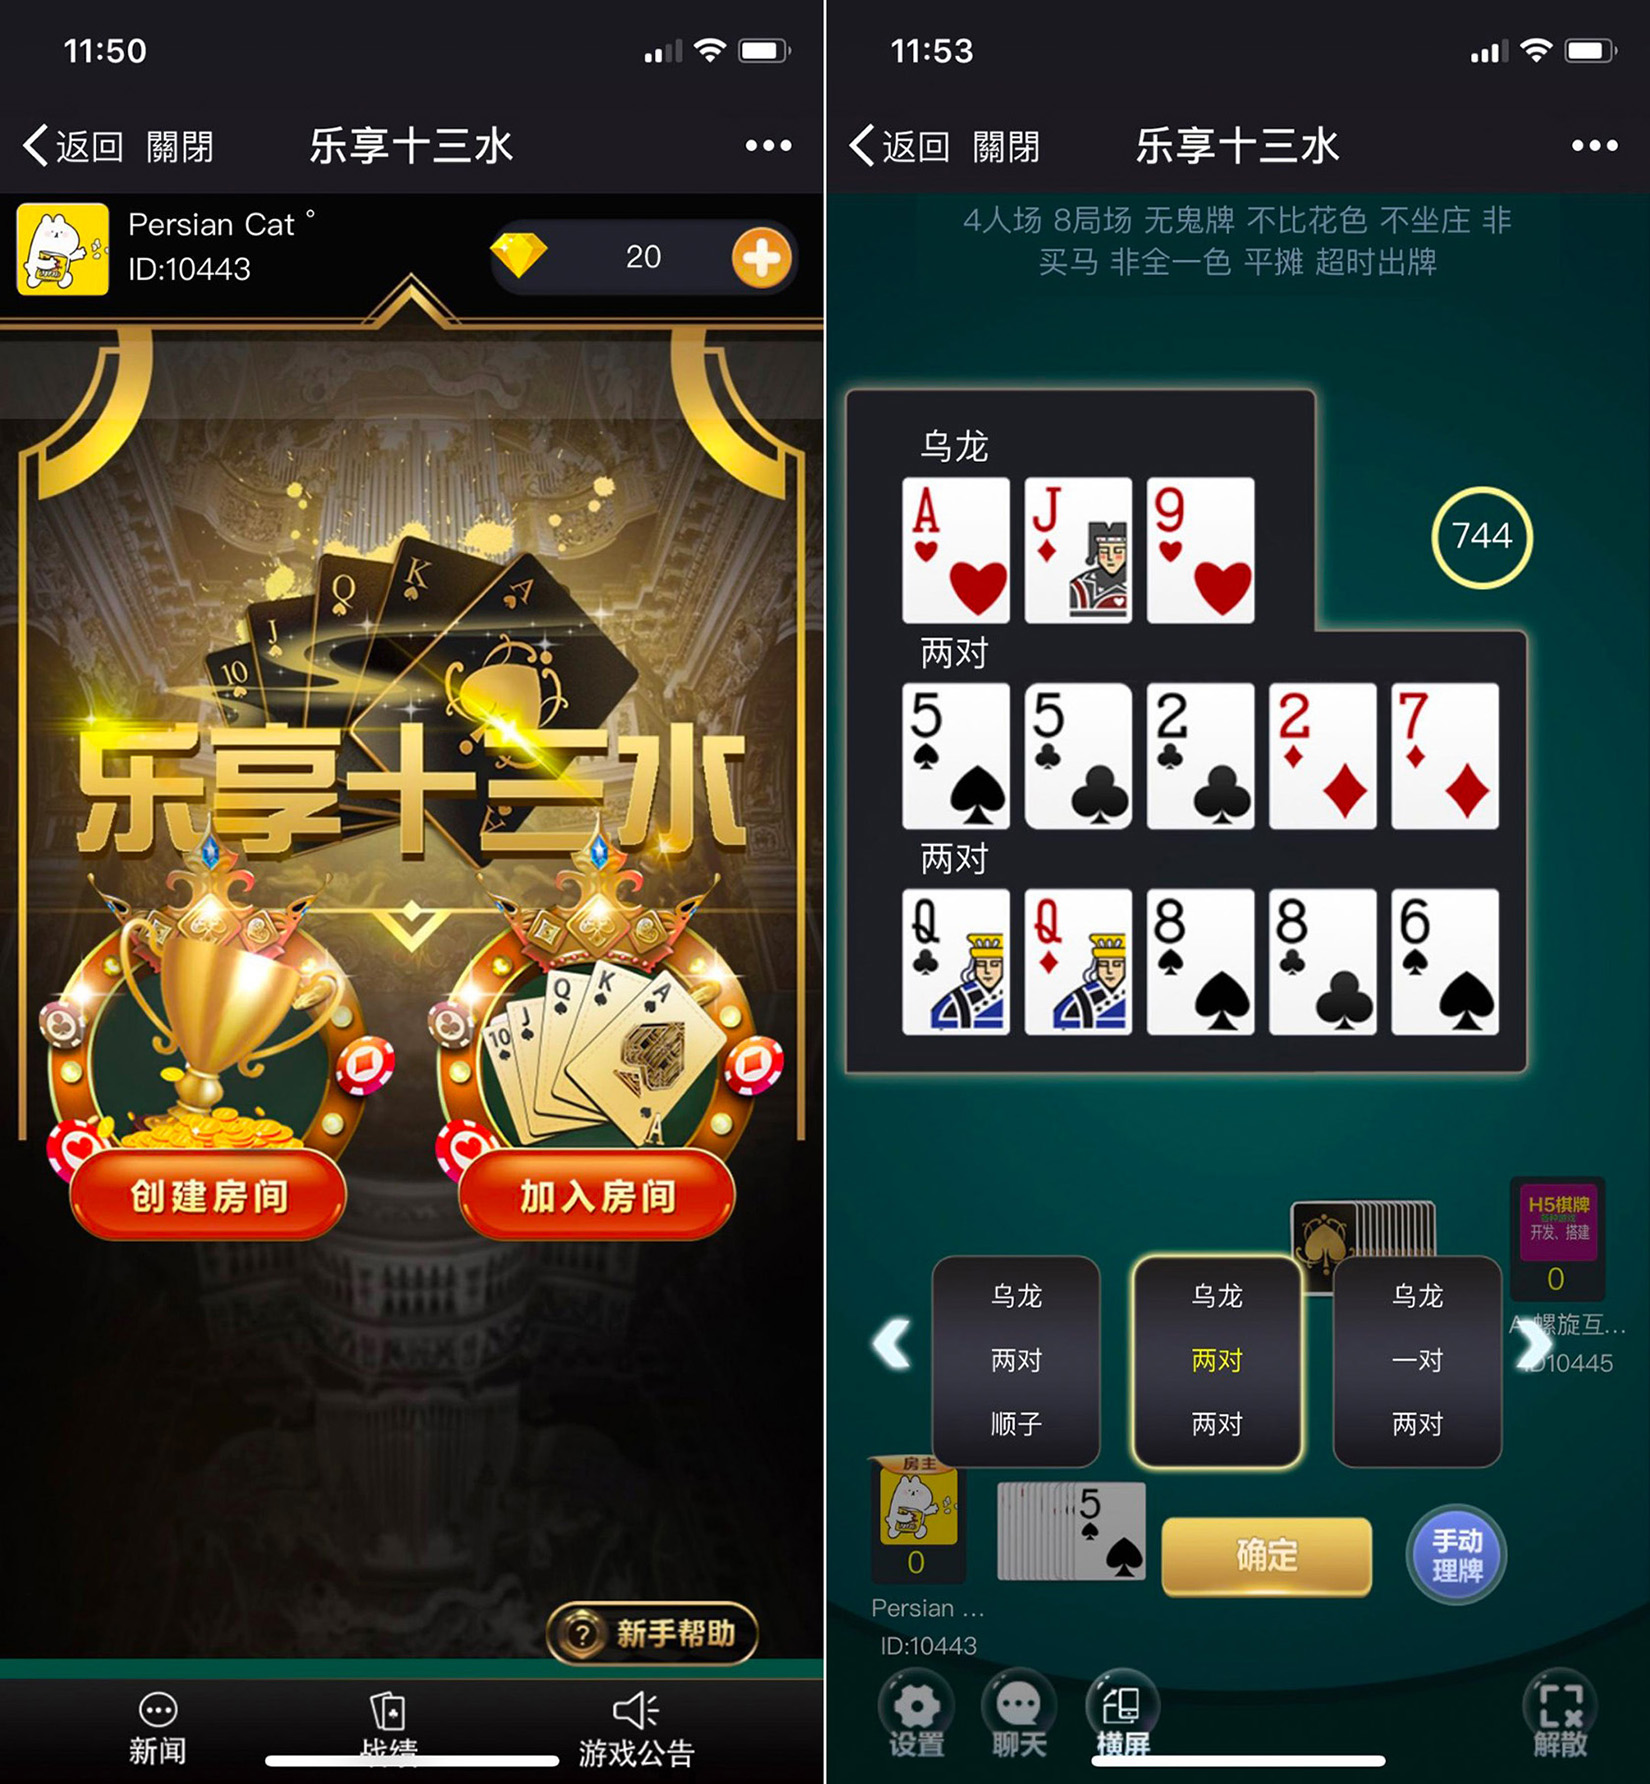 11:50
返回 關閉 乐享十三水
Persian Cat °
ID:10443
20
10 J Q K A
乐享十三水
10 J Q K A
A
创建房间
加入房间
新手帮助
新闻
战绩
游戏公告
11:53
返回 關閉 乐享十三水
4人场 8局场 无鬼牌 不比花色 不坐庄 非
买马 非全一色 平摊 超时出牌
乌龙
A J 9
744
两对
5 5 2 2 7
两对
Q Q 8 8 6
H5棋牌
开发、搭建
0
螺旋互...
ID10445
乌龙 乌龙 乌龙
两对 两对 一对
顺子 两对 两对
房主
0
5
确定
手动
理牌
Persian ...
ID:10443
设置
聊天
横屏
解散